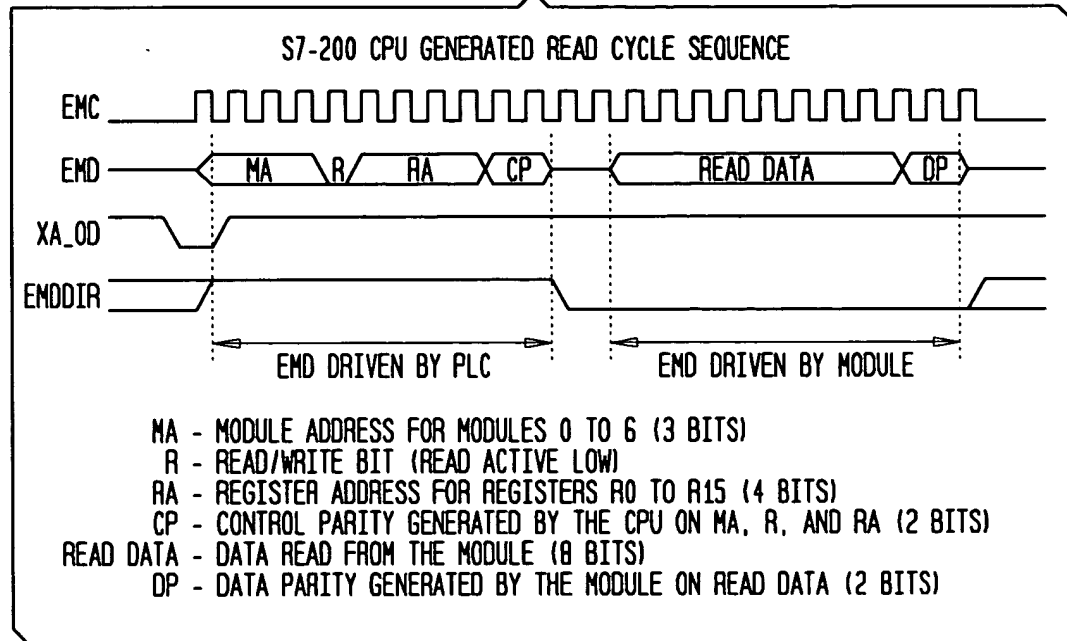 S7-200 CPU GENERATED READ CYCLE SEQUENCE
EMC
EMD MA R RA CP READ DATA DP
XA_OD
EMDDIR
EMD DRIVEN BY PLC EMD DRIVEN BY MODULE
MA - MODULE ADDRESS FOR MODULES 0 TO 6 (3 BITS)
R - READ/WRITE BIT (READ ACTIVE LOW)
RA - REGISTER ADDRESS FOR REGISTERS R0 TO R15 (4 BITS)
CP - CONTROL PARITY GENERATED BY THE CPU ON MA, R, AND RA (2 BITS)
READ DATA - DATA READ FROM THE MODULE (8 BITS)
DP - DATA PARITY GENERATED BY THE MODULE ON READ DATA (2 BITS)